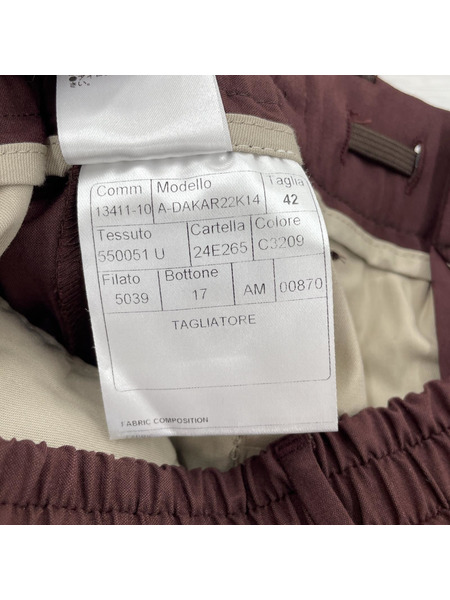 Comm Modello Taglia
13411-10 A-DAKAR22K14 42
Tessuto Cartella Colore
550051 U 24E265 C3209
Filato Bottone
5039 17 AM 00870
TAGLIATORE
FABRIC COMPOSITION